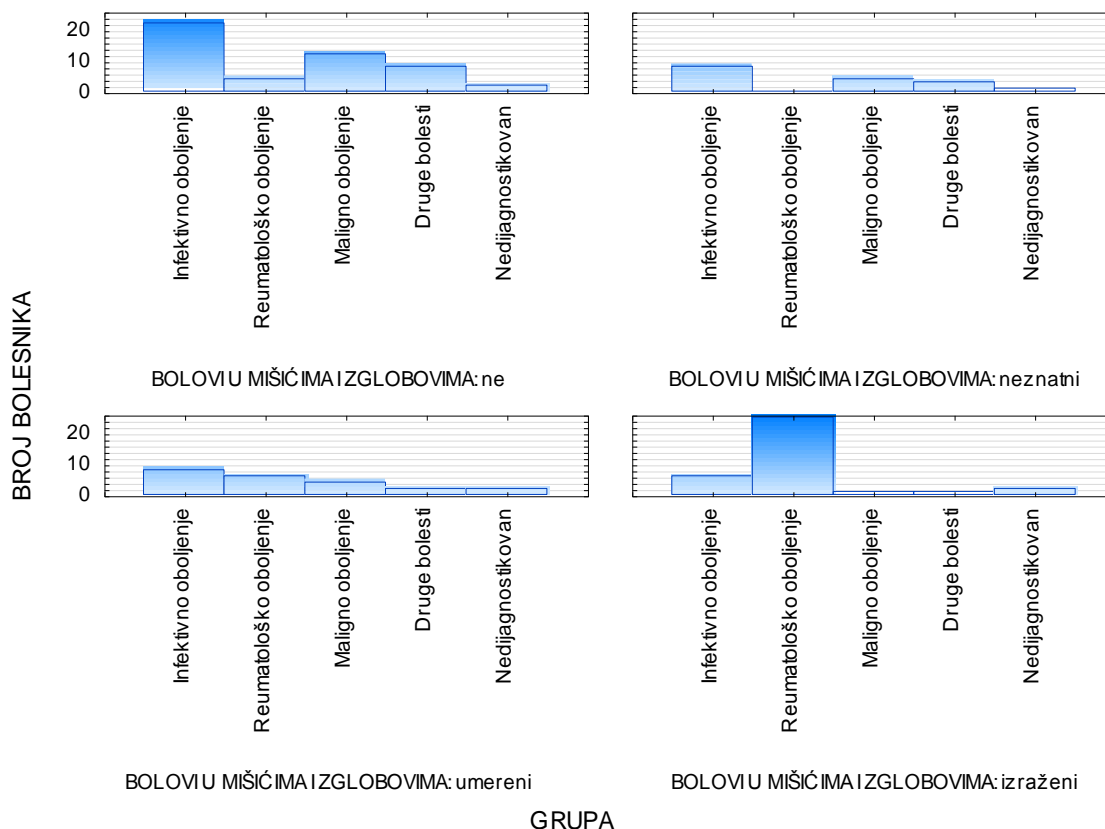 BROJ BOLESNIKA
20
10
0
Infektivno oboljenje
Reumatološko oboljenje
Maligno oboljenje
Druge bolesti
Nedijagnostikovan
BOLOVI U MIŠIĆIMA I ZGLOBOVIMA: ne
Infektivno oboljenje
Reumatološko oboljenje
Maligno oboljenje
Druge bolesti
Nedijagnostikovan
BOLOVI U MIŠIĆIMA I ZGLOBOVIMA: neznatni
20
10
0
Infektivno oboljenje
Reumatološko oboljenje
Maligno oboljenje
Druge bolesti
Nedijagnostikovan
BOLOVI U MIŠIĆIMA I ZGLOBOVIMA: umereni
Infektivno oboljenje
Reumatološko oboljenje
Maligno oboljenje
Druge bolesti
Nedijagnostikovan
BOLOVI U MIŠIĆIMA I ZGLOBOVIMA: izraženi
GRUPA